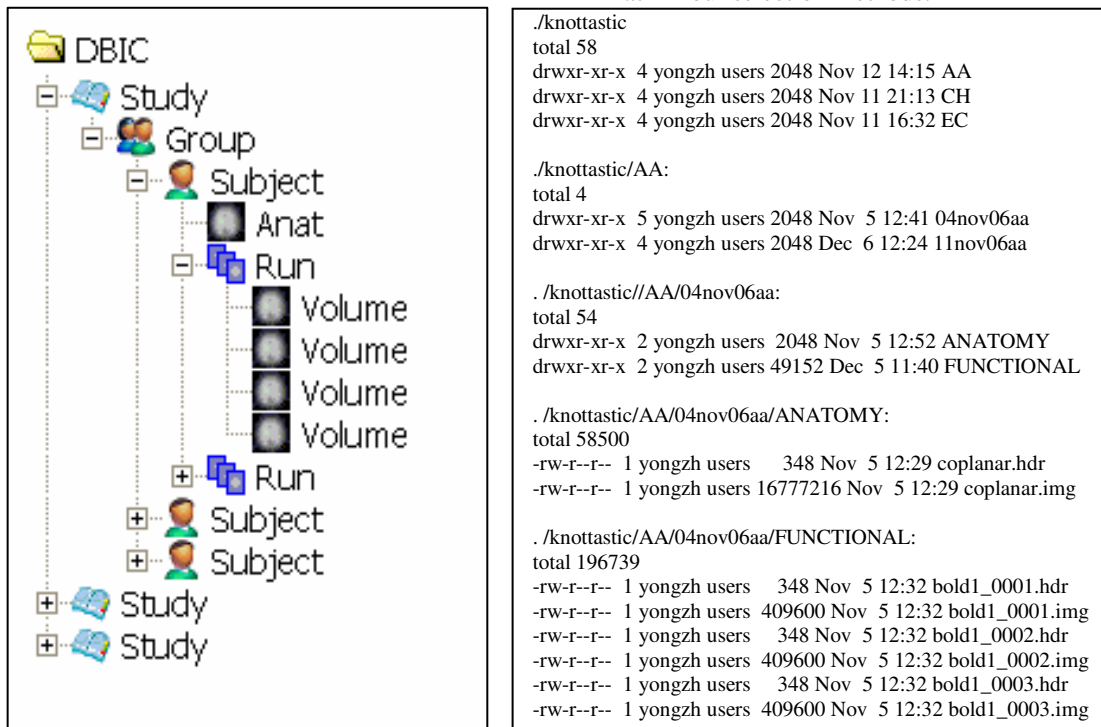 DBIC
Study
Group
Subject
Anat
Run
Volume
Volume
Volume
Volume
Run
Subject
Subject
Study
Study
./knottastic
total 58
drwxr-xr-x 4 yongzh users 2048 Nov 12 14:15 AA
drwxr-xr-x 4 yongzh users 2048 Nov 11 21:13 CH
drwxr-xr-x 4 yongzh users 2048 Nov 11 16:32 EC
./knottastic/AA:
total 4
drwxr-xr-x 5 yongzh users 2048 Nov 5 12:41 04nov06aa
drwxr-xr-x 4 yongzh users 2048 Dec 6 12:24 11nov06aa
. /knottastic//AA/04nov06aa:
total 54
drwxr-xr-x 2 yongzh users 2048 Nov 5 12:52 ANATOMY
drwxr-xr-x 2 yongzh users 49152 Dec 5 11:40 FUNCTIONAL
. /knottastic/AA/04nov06aa/ANATOMY:
total 58500
-rw-r--r-- 1 yongzh users 348 Nov 5 12:29 coplanar.hdr
-rw-r--r-- 1 yongzh users 16777216 Nov 5 12:29 coplanar.img
. /knottastic/AA/04nov06aa/FUNCTIONAL:
total 196739
-rw-r--r-- 1 yongzh users 348 Nov 5 12:32 bold1_0001.hdr
-rw-r--r-- 1 yongzh users 409600 Nov 5 12:32 bold1_0001.img
-rw-r--r-- 1 yongzh users 348 Nov 5 12:32 bold1_0002.hdr
-rw-r--r-- 1 yongzh users 409600 Nov 5 12:32 bold1_0002.img
-rw-r--r-- 1 yongzh users 348 Nov 5 12:32 bold1_0003.hdr
-rw-r--r-- 1 yongzh users 409600 Nov 5 12:32 bold1_0003.img